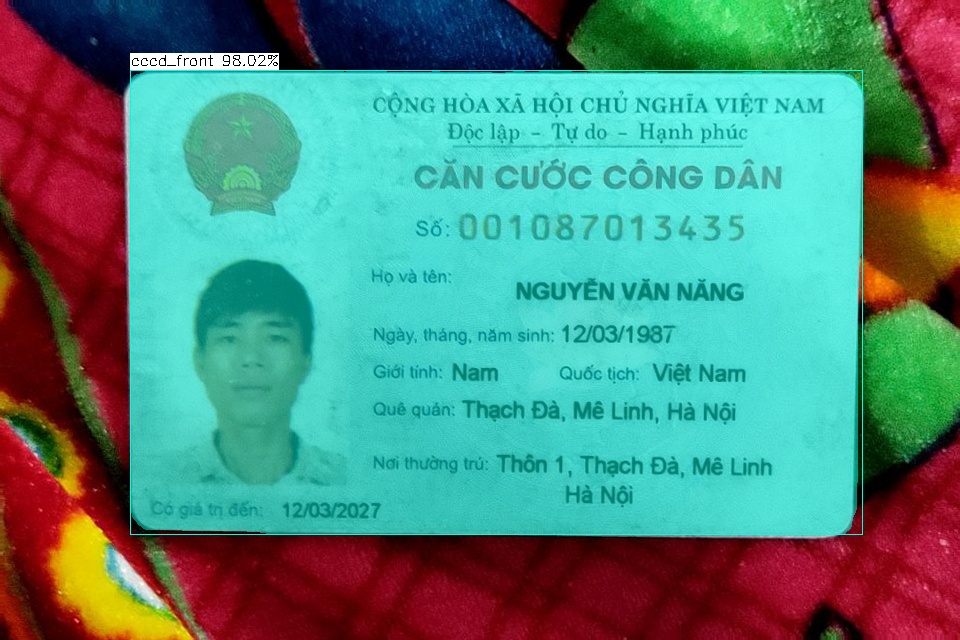 cccd_front 98.02%
CỘNG HÒA XÃ HỘI CHỦ NGHĨA VIỆT NAM
Độc lập - Tự do - Hạnh phúc
CĂN CƯỚC CÔNG DÂN
Số: 001087013435
Họ và tên:
NGUYỄN VĂN NĂNG
Ngày, tháng, năm sinh: 12/03/1987
Giới tính: Nam Quốc tịch: Việt Nam
Quê quán: Thạch Đà, Mê Linh, Hà Nội
Nơi thường trú: Thôn 1, Thạch Đà, Mê Linh
Hà Nội
Có giá trị đến: 12/03/2027